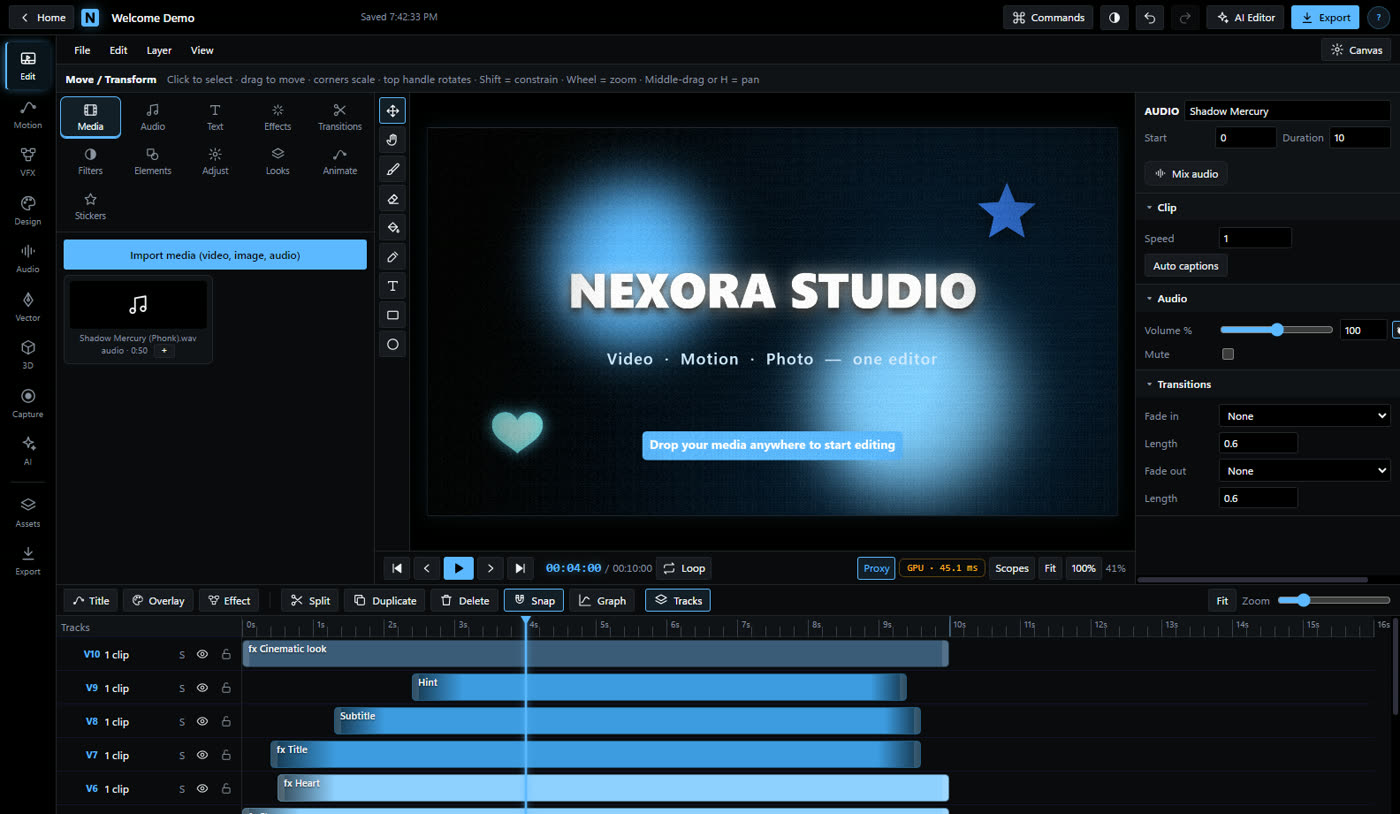 Home
N
Welcome Demo
Saved 7:42:33 PM
Commands
AI Editor
Export
?
File Edit Layer View
Canvas
Move / Transform Click to select · drag to move · corners scale · top handle rotates · Shift = constrain · Wheel = zoom · Middle-drag or H = pan
Edit
Motion
VFX
Design
Audio
Vector
3D
Capture
AI
Assets
Export
Media Audio Text Effects Transitions
Filters Elements Adjust Looks Animate
Stickers
Import media (video, image, audio)
Shadow Mercury (Phonk).wav
audio · 0:50 +
T
NEXORA STUDIO
Video · Motion · Photo — one editor
Drop your media anywhere to start editing
AUDIO Shadow Mercury
Start 0 Duration 10
Mix audio
Clip
Speed 1
Auto captions
Audio
Volume % 100
Mute
Transitions
Fade in None
Length 0.6
Fade out None
Length 0.6
00:04:00 / 00:10:00 Loop
Proxy GPU · 45.1 ms Scopes Fit 100% 41%
Title Overlay Effect Split Duplicate Delete Snap Graph Tracks
Fit Zoom
Tracks 0s 1s 2s 3s 4s 5s 6s 7s 8s 9s 10s 11s 12s 13s 14s 15s 16s
V10 1 clip S fx Cinematic look
V9 1 clip S Hint
V8 1 clip S Subtitle
V7 1 clip S fx Title
V6 1 clip S fx Heart